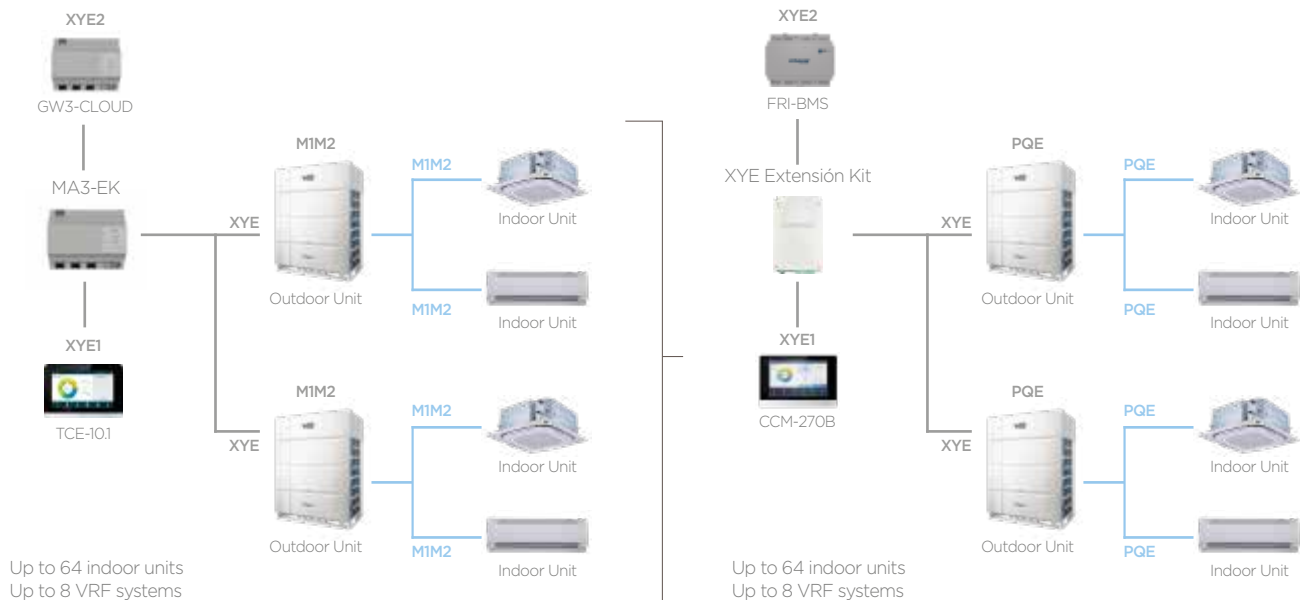 XYE2
GW3-CLOUD
MA3-EK
XYE1
TCE-10.1
XYE
XYE
M1M2
Outdoor Unit
M1M2
Indoor Unit
M1M2
Indoor Unit
M1M2
Outdoor Unit
M1M2
Indoor Unit
M1M2
Indoor Unit
Up to 64 indoor units
Up to 8 VRF systems
XYE2
FRI-BMS
XYE Extensión Kit
XYE1
CCM-270B
XYE
XYE
PQE
Outdoor Unit
PQE
Indoor Unit
PQE
Indoor Unit
PQE
Outdoor Unit
PQE
Indoor Unit
PQE
Indoor Unit
Up to 64 indoor units
Up to 8 VRF systems